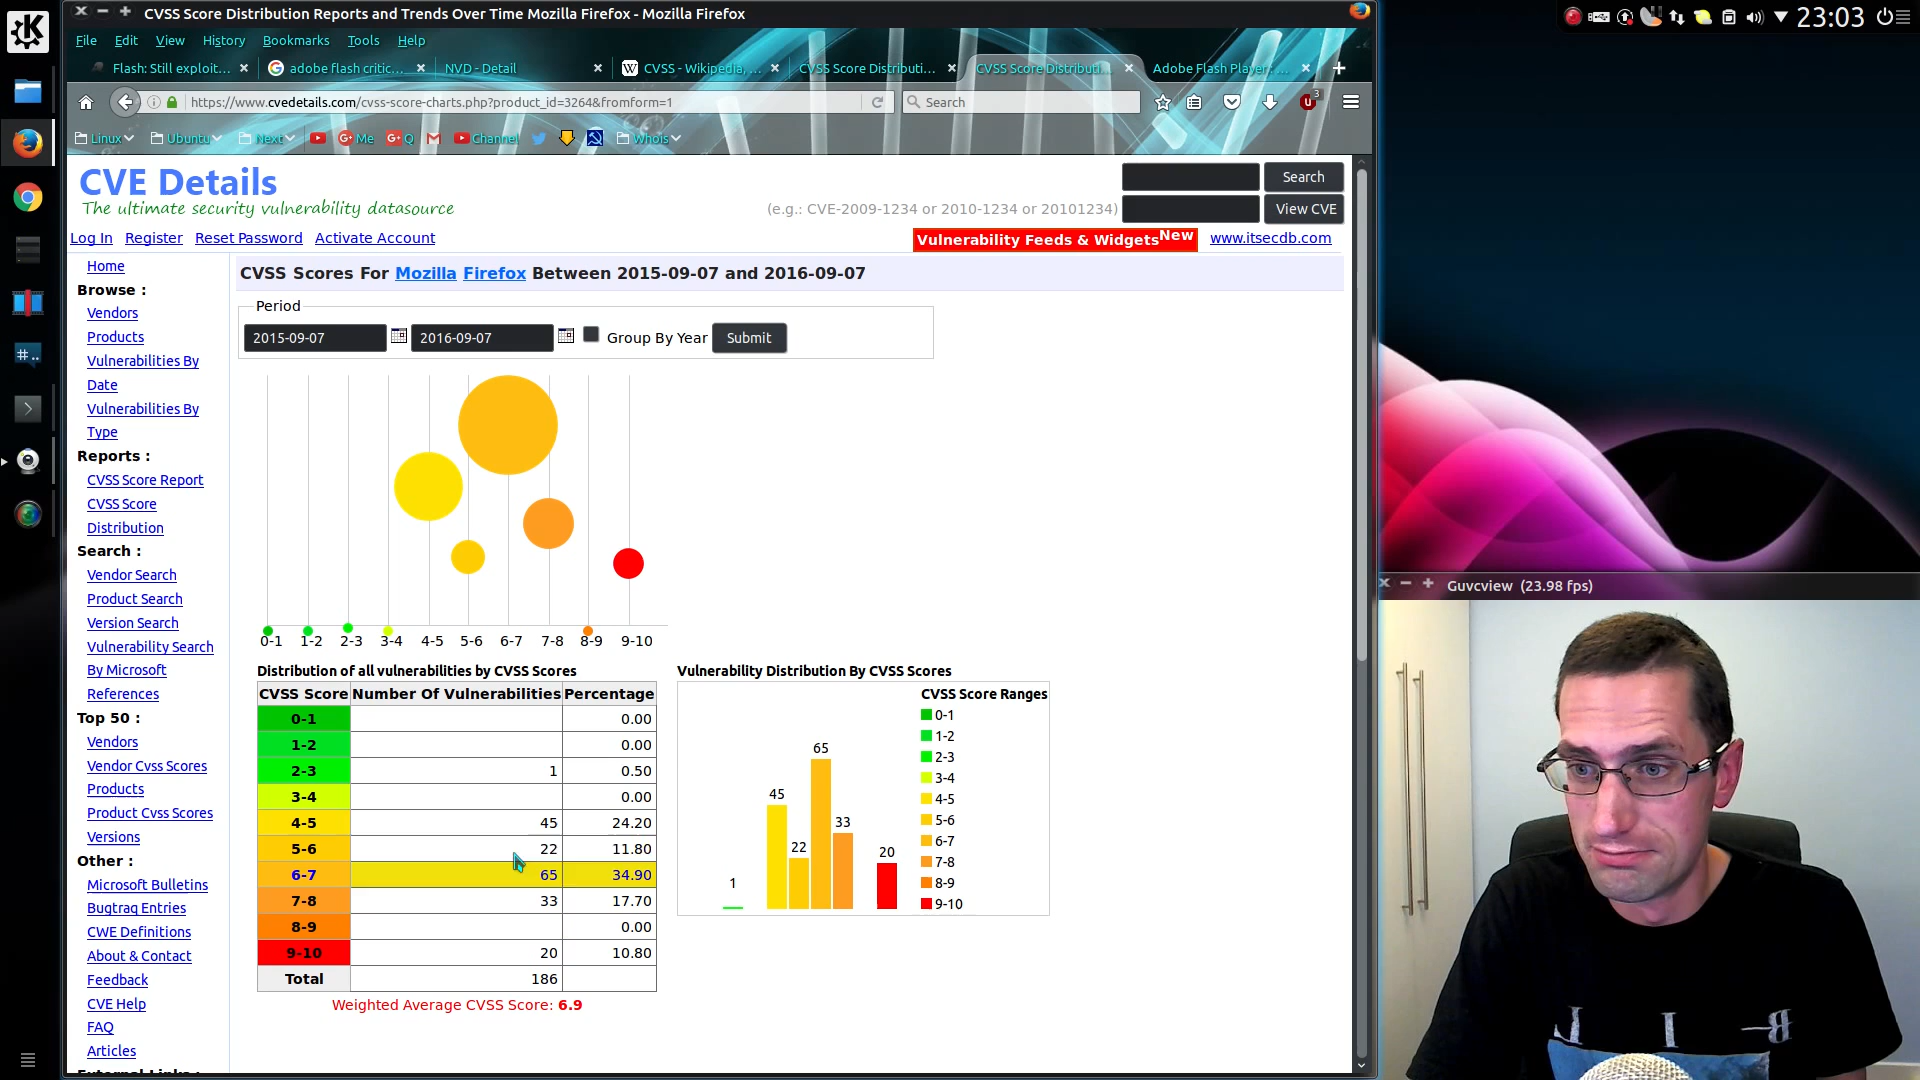 CVSS Score Distribution Reports and Trends Over Time Mozilla Firefox - Mozilla Firefox
23:03
File Edit View History Bookmarks Tools Help
Flash: Still exploit... adobe flash critic... NVD - Detail CVSS - Wikipedia, ... CVSS Score Distributi... CVSS Score Distributi... Adobe Flash Player : ...
https://www.cvedetails.com/cvss-score-charts.php?product_id=3264&fromform=1
Search
3
Linux Ubuntu Next Me Q Channel Whois
CVE Details
The ultimate security vulnerability datasource
Search
(e.g.: CVE-2009-1234 or 2010-1234 or 20101234)
View CVE
Log In Register Reset Password Activate Account
Vulnerability Feeds & WidgetsNew www.itsecdb.com
Home
Browse :
Vendors
Products
Vulnerabilities By
Date
Vulnerabilities By
Type
Reports :
CVSS Score Report
CVSS Score
Distribution
Search :
Vendor Search
Product Search
Version Search
Vulnerability Search
By Microsoft
References
Top 50 :
Vendors
Vendor Cvss Scores
Products
Product Cvss Scores
Versions
Other :
Microsoft Bulletins
Bugtraq Entries
CWE Definitions
About & Contact
Feedback
CVE Help
FAQ
Articles
External Links :
CVSS Scores For Mozilla Firefox Between 2015-09-07 and 2016-09-07
Period
2015-09-07 2016-09-07 Group By Year Submit
0-1 1-2 2-3 3-4 4-5 5-6 6-7 7-8 8-9 9-10
Distribution of all vulnerabilities by CVSS Scores
CVSS Score Number Of Vulnerabilities Percentage
0-1 0.00
1-2 0.00
2-3 1 0.50
3-4 0.00
4-5 45 24.20
5-6 22 11.80
6-7 65 34.90
7-8 33 17.70
8-9 0.00
9-10 20 10.80
Total 186
Weighted Average CVSS Score: 6.9
Vulnerability Distribution By CVSS Scores
1 45 22 65 33 20
CVSS Score Ranges
0-1
1-2
2-3
3-4
4-5
5-6
6-7
7-8
8-9
9-10
Guvcview (23.98 fps)